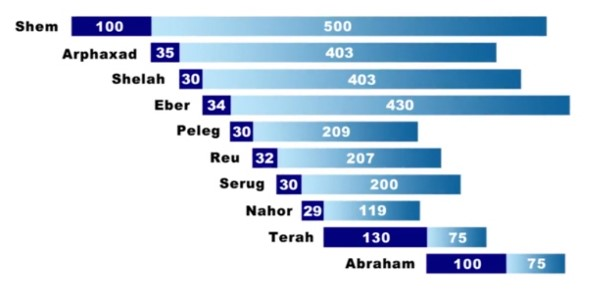 Shem 100 500
Arphaxad 35 403
Shelah 30 403
Eber 34 430
Peleg 30 209
Reu 32 207
Serug 30 200
Nahor 29 119
Terah 130 75
Abraham 100 75